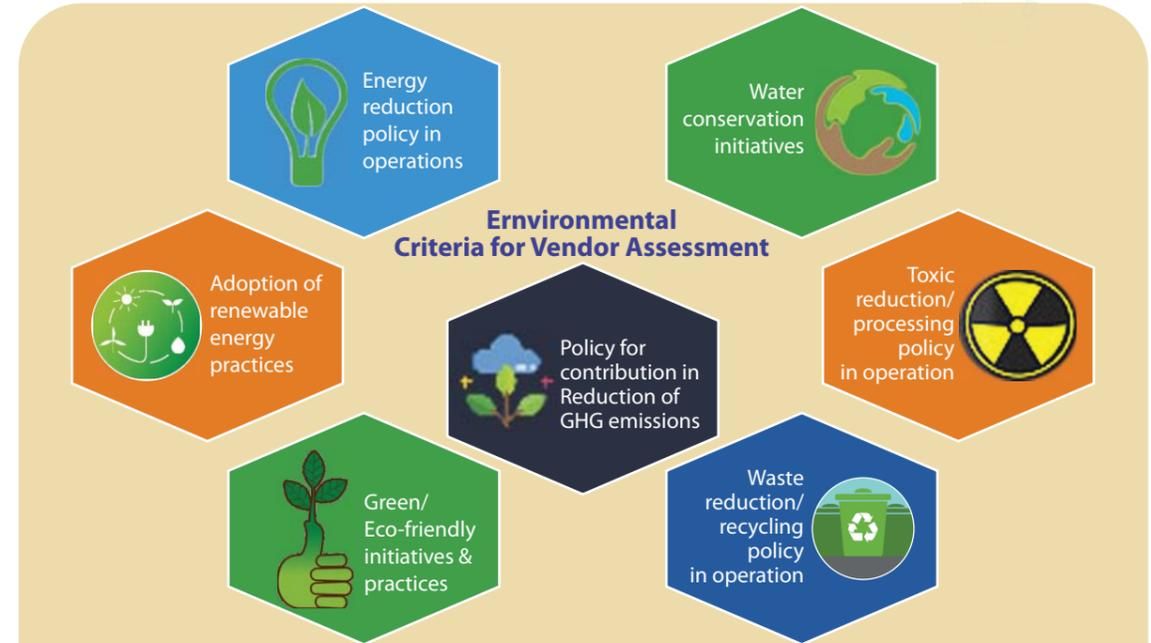 Energy
reduction
policy in
operations
Water
conservation
initiatives
Ernvironmental
Criteria for Vendor Assessment
Adoption of
renewable
energy
practices
Policy for
contribution in
Reduction of
GHG emissions
Toxic
reduction/
processing
policy
in operation
Green/
Eco-friendly
initiatives &
practices
Waste
reduction/
recycling
policy
in operation